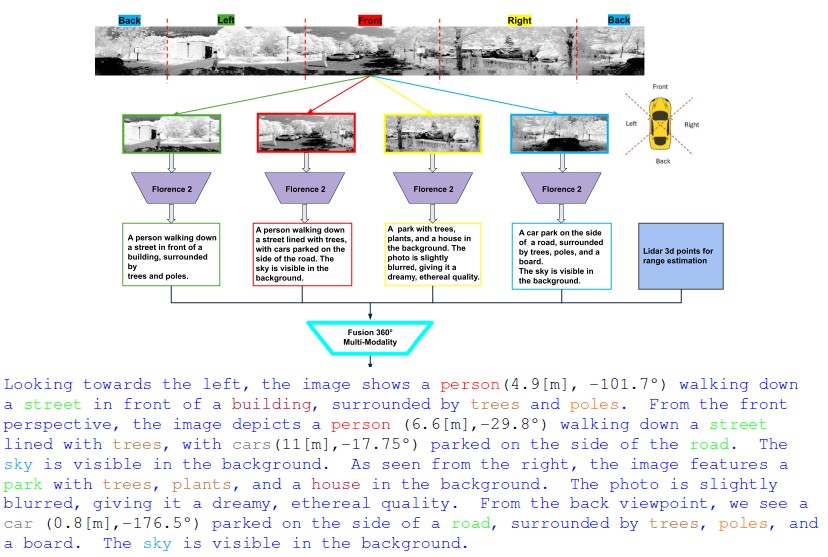 Back
Left
Front
Right
Back
Front
Left
Right
Back
Florence 2
Florence 2
Florence 2
Florence 2
A person walking down
a street in front of a
building, surrounded
by
trees and poles.
A person walking down
a street lined with trees,
with cars parked on the
side of the road. The
sky is visible in the
background.
A park with trees,
plants, and a house in
the background. The
photo is slightly
blurred, giving it a
dreamy, ethereal quality.
A car park on the side
of a road, surrounded
by trees, poles, and a
board.
The sky is visible in
the background.
Lidar 3d points for
range estimation
Fusion 360°
Multi-Modality
Looking towards the left, the image shows a person(4.9[m], -101.7°) walking down
a street in front of a building, surrounded by trees and poles. From the front
perspective, the image depicts a person (6.6[m],-29.8°) walking down a street
lined with trees, with cars(11[m],-17.75°) parked on the side of the road. The
sky is visible in the background. As seen from the right, the image features a
park with trees, plants, and a house in the background. The photo is slightly
blurred, giving it a dreamy, ethereal quality. From the back viewpoint, we see a
car (0.8[m],-176.5°) parked on the side of a road, surrounded by trees, poles, and
a board. The sky is visible in the background.